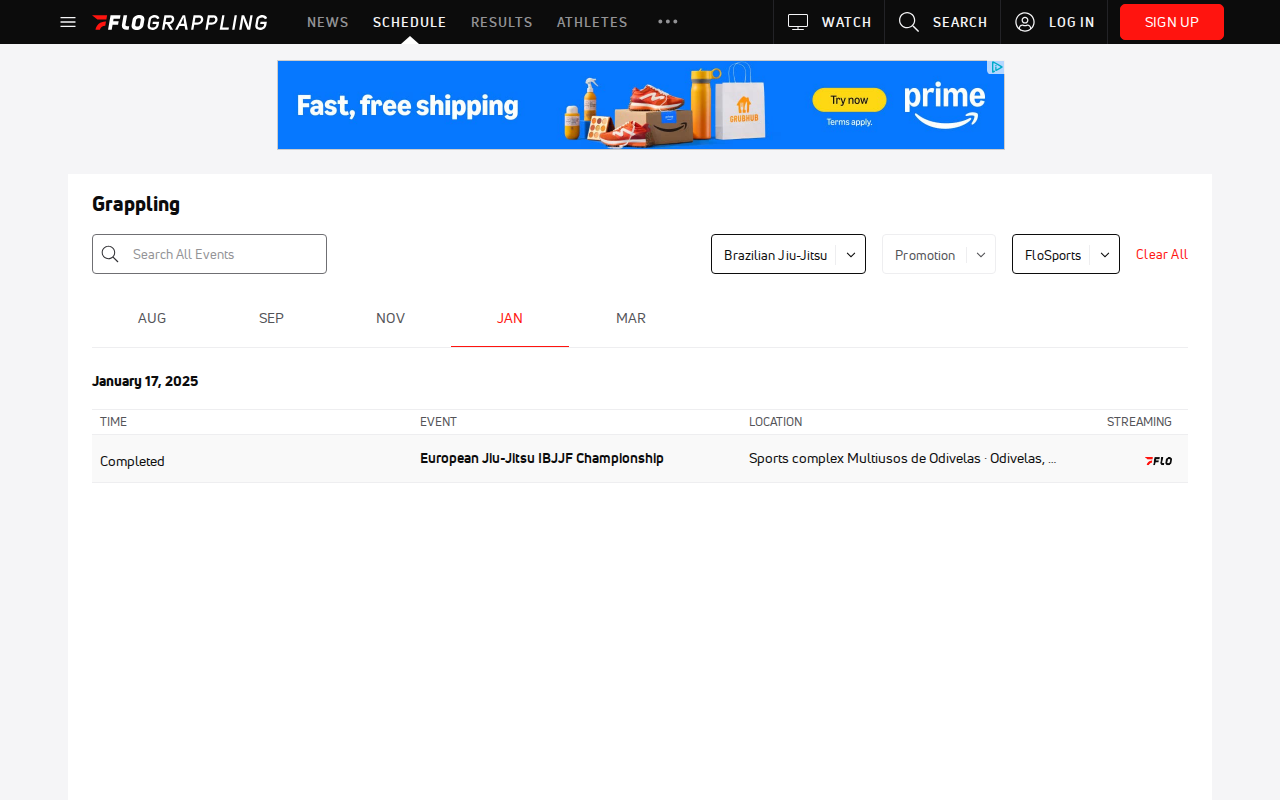 FLOGRAPPLING NEWS SCHEDULE RESULTS ATHLETES WATCH SEARCH LOG IN SIGN UP
Fast, free shipping
GRUBHUB
prime
Try now
Terms apply.
prime
Grappling
Search All Events
Brazilian Jiu-Jitsu
Promotion
FloSports
Clear All
AUG SEP NOV JAN MAR
January 17, 2025
TIME EVENT LOCATION STREAMING
Completed European Jiu-Jitsu IBJJF Championship Sports complex Multiusos de Odivelas · Odivelas, ... FLO